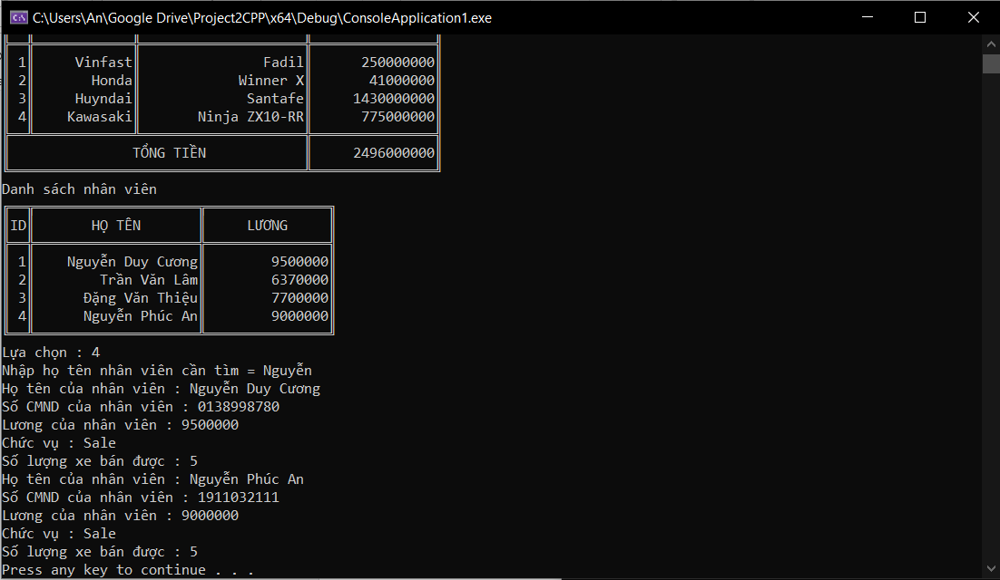 C:\Users\An\Google Drive\Project2CPP\x64\Debug\ConsoleApplication1.exe
1 Vinfast Fadil 250000000
2 Honda Winner X 41000000
3 Huyndai Santafe 1430000000
4 Kawasaki Ninja ZX10-RR 775000000
TỔNG TIỀN 2496000000
Danh sách nhân viên
ID HỌ TÊN LƯƠNG
1 Nguyễn Duy Cương 9500000
2 Trần Văn Lâm 6370000
3 Đặng Văn Thiệu 7700000
4 Nguyễn Phúc An 9000000
Lựa chọn : 4
Nhập họ tên nhân viên cần tìm = Nguyễn
Họ tên của nhân viên : Nguyễn Duy Cương
Số CMND của nhân viên : 0138998780
Lương của nhân viên : 9500000
Chức vụ : Sale
Số lượng xe bán được : 5
Họ tên của nhân viên : Nguyễn Phúc An
Số CMND của nhân viên : 1911032111
Lương của nhân viên : 9000000
Chức vụ : Sale
Số lượng xe bán được : 5
Press any key to continue . . .